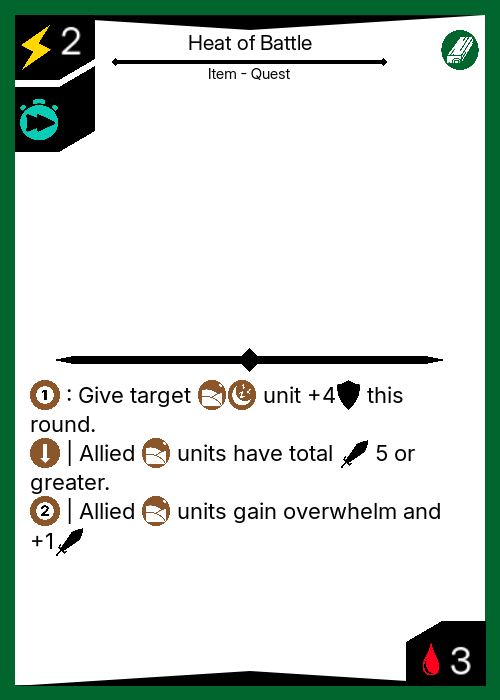 2
Heat of Battle
Item - Quest
1 : Give target unit +4 this
round.
| Allied units have total 5 or
greater.
2 | Allied units gain overwhelm and
+1
3